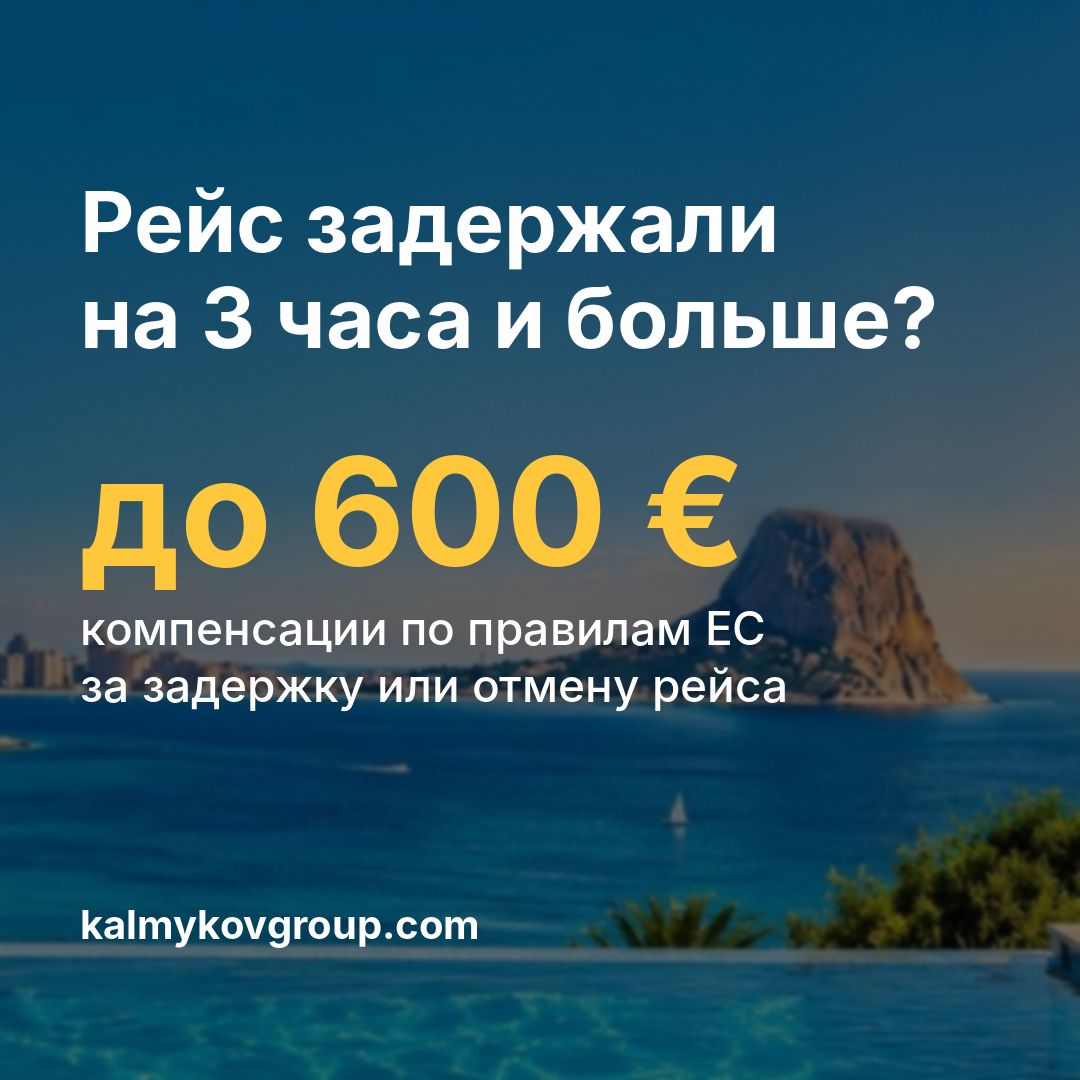 Рейс задержали
на 3 часа и больше?
до 600 €
компенсации по правилам ЕС
за задержку или отмену рейса
kalmykovgroup.com